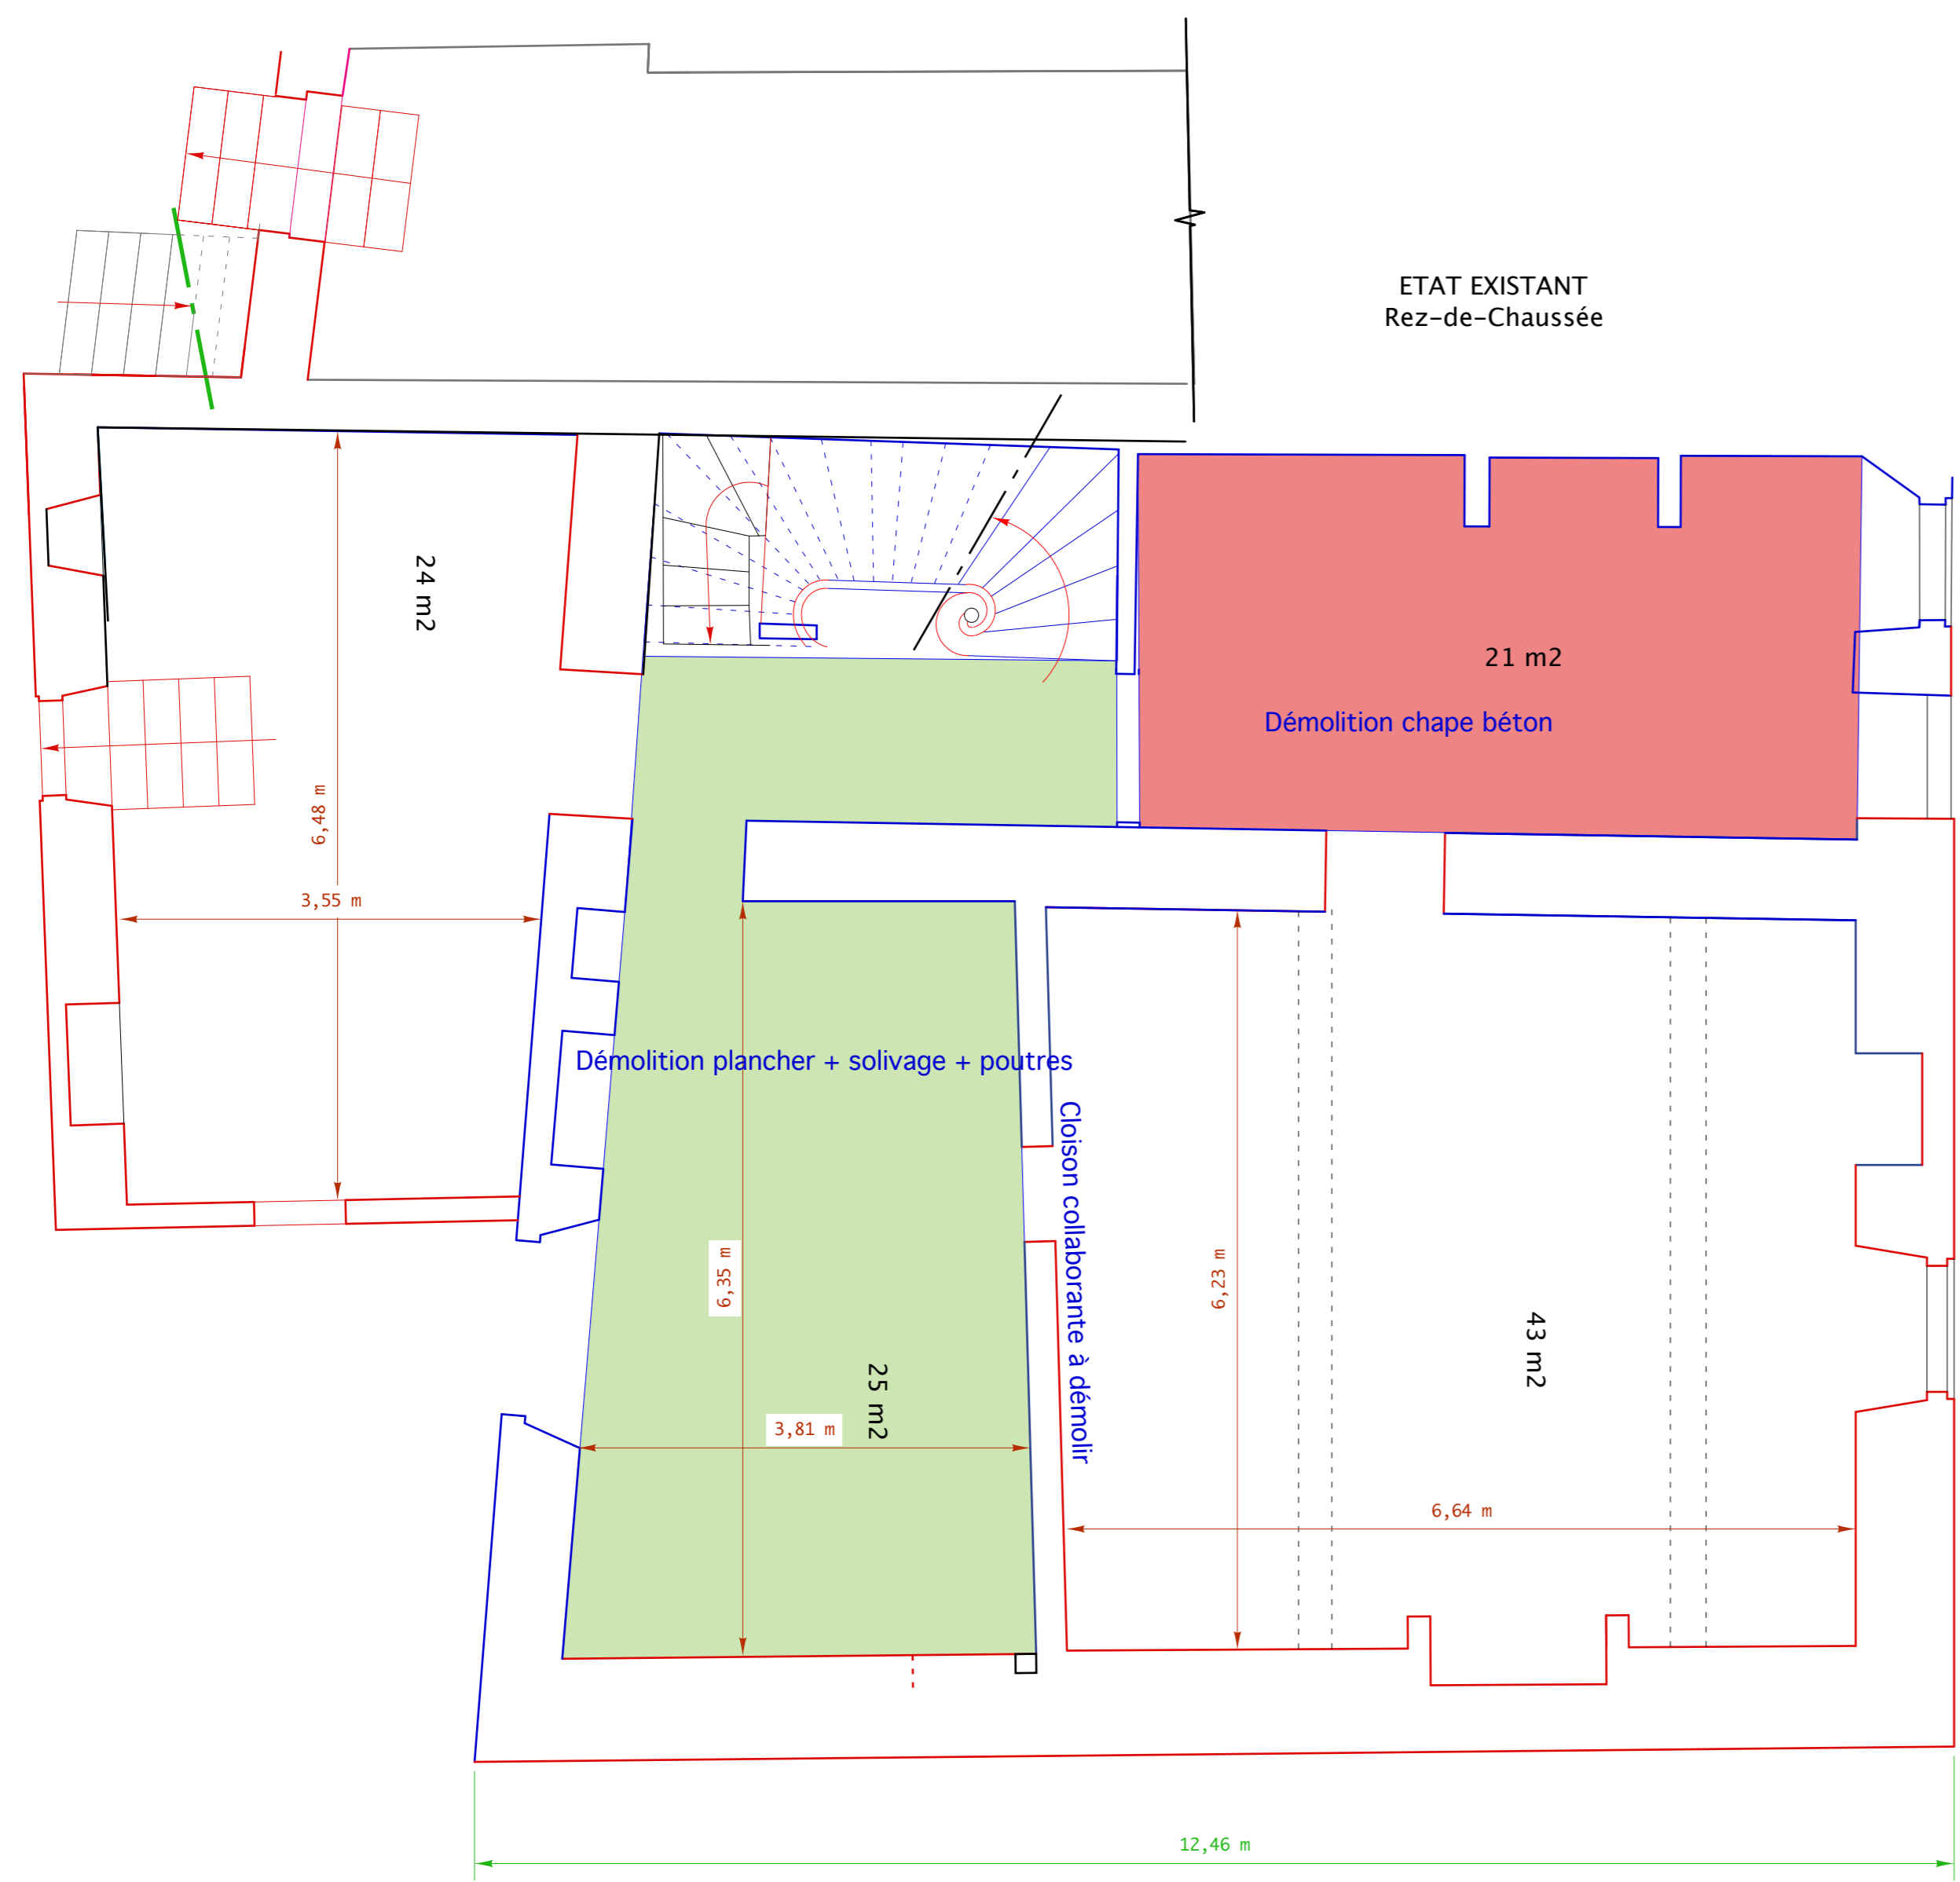 ETAT EXISTANT
Rez-de-Chaussée
24 m2
21 m2
Démolition chape béton
6,48 m
3,55 m
Démolition plancher + solivage + poutres
Cloison collaborante à démolir
6,35 m
6,23 m
43 m2
25 m2
3,81 m
6,64 m
12,46 m